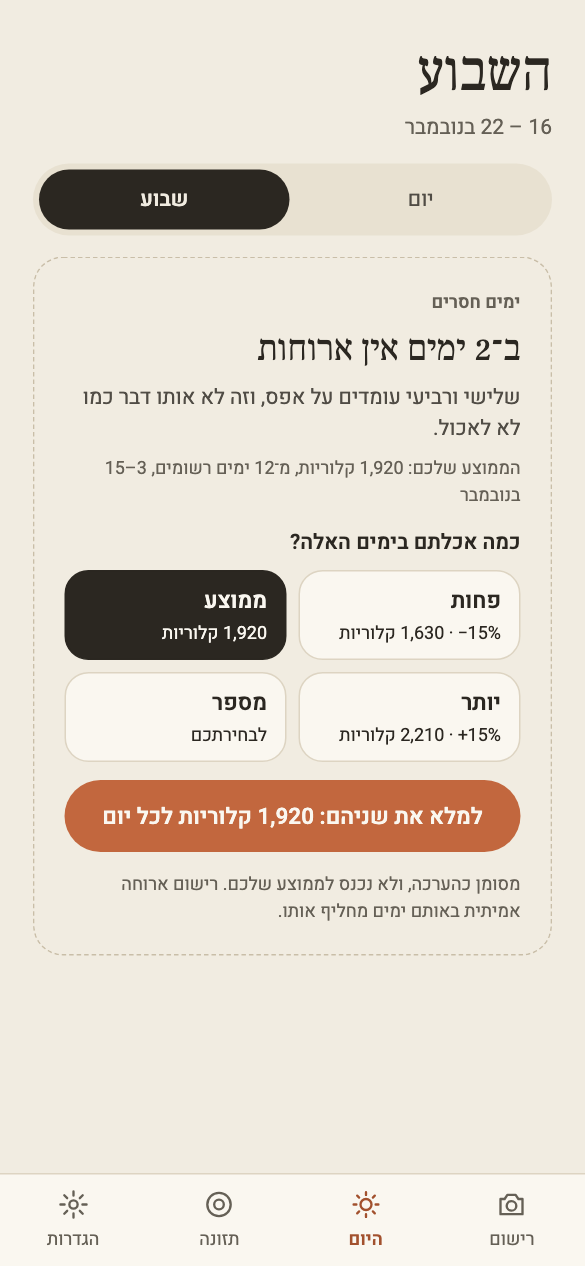 השבוע
16 – 22 בנובמבר
יום
שבוע
ימים חסרים
ב־2 ימים אין ארוחות
שלישי ורביעי עומדים על אפס, וזה לא אותו דבר כמו
לא לאכול.
הממוצע שלכם: 1,920 קלוריות, מ־12 ימים רשומים, 3–15
בנובמבר
כמה אכלתם בימים האלה?
פחות
−15% · 1,630 קלוריות
ממוצע
1,920 קלוריות
יותר
+15% · 2,210 קלוריות
מספר
לבחירתכם
למלא את שניהם: 1,920 קלוריות לכל יום
מסומן כהערכה, ולא נכנס לממוצע שלכם. רישום ארוחה
אמיתית באותם ימים מחליף אותו.
רישום
היום
תזונה
הגדרות